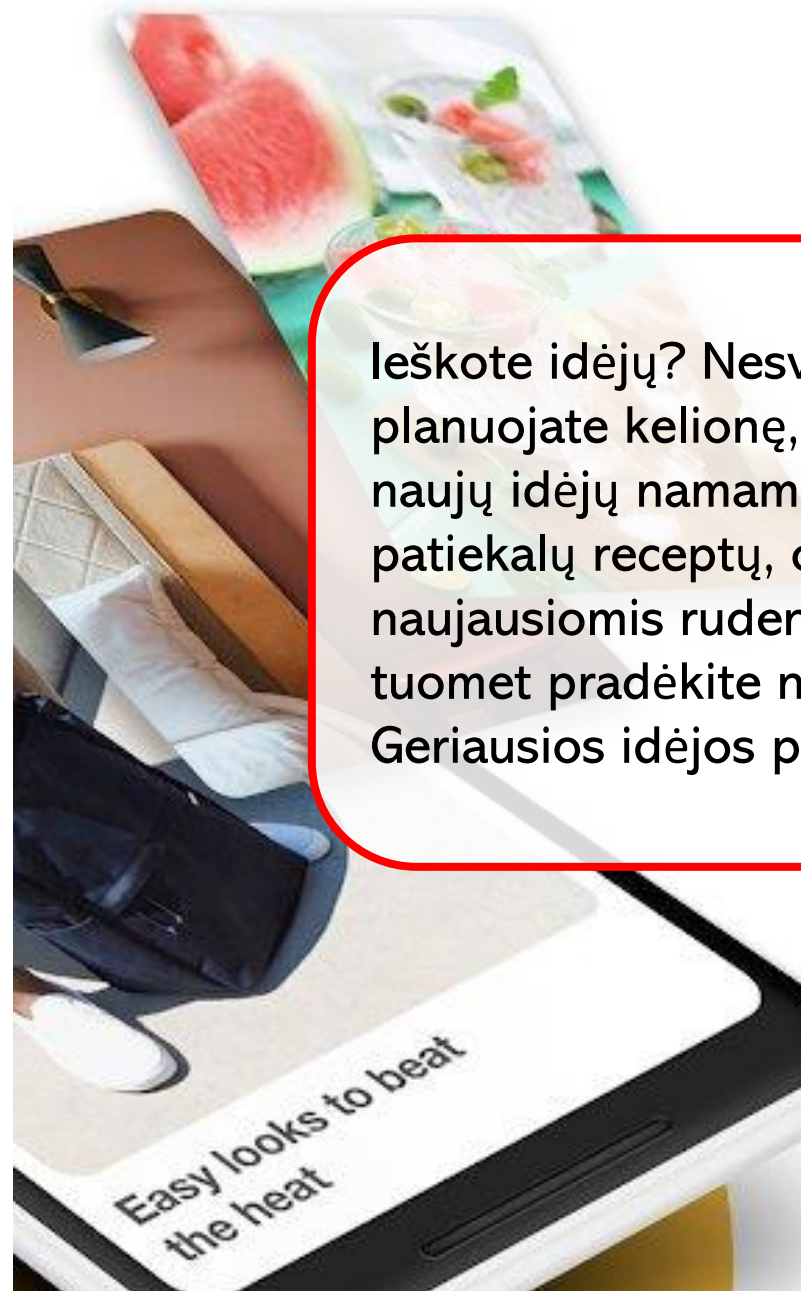 Ieškote idėjų? Nesv
planuojate kelionę,
naujų idėjų namam
patiekalų receptų,
naujausiomis ruden
tuomet pradėkite n
Geriausios idėjos p
Easy looks to beat
the heat